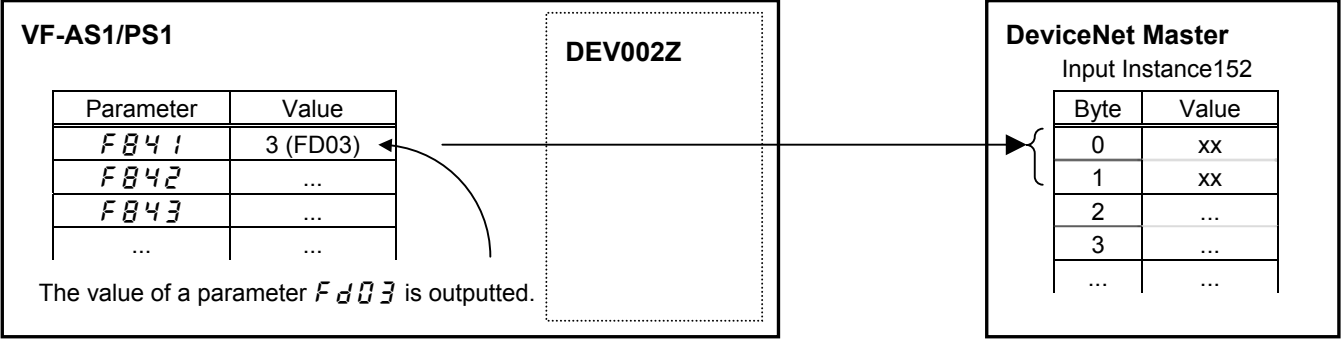 VF-AS1/PS1
DEV002Z
Parameter Value
F841 3 (FD03)
F842 ...
F843 ...
... ...
The value of a parameter Fd03 is outputted.
DeviceNet Master
Input Instance152
Byte Value
0 xx
1 xx
2 ...
3 ...
... ...